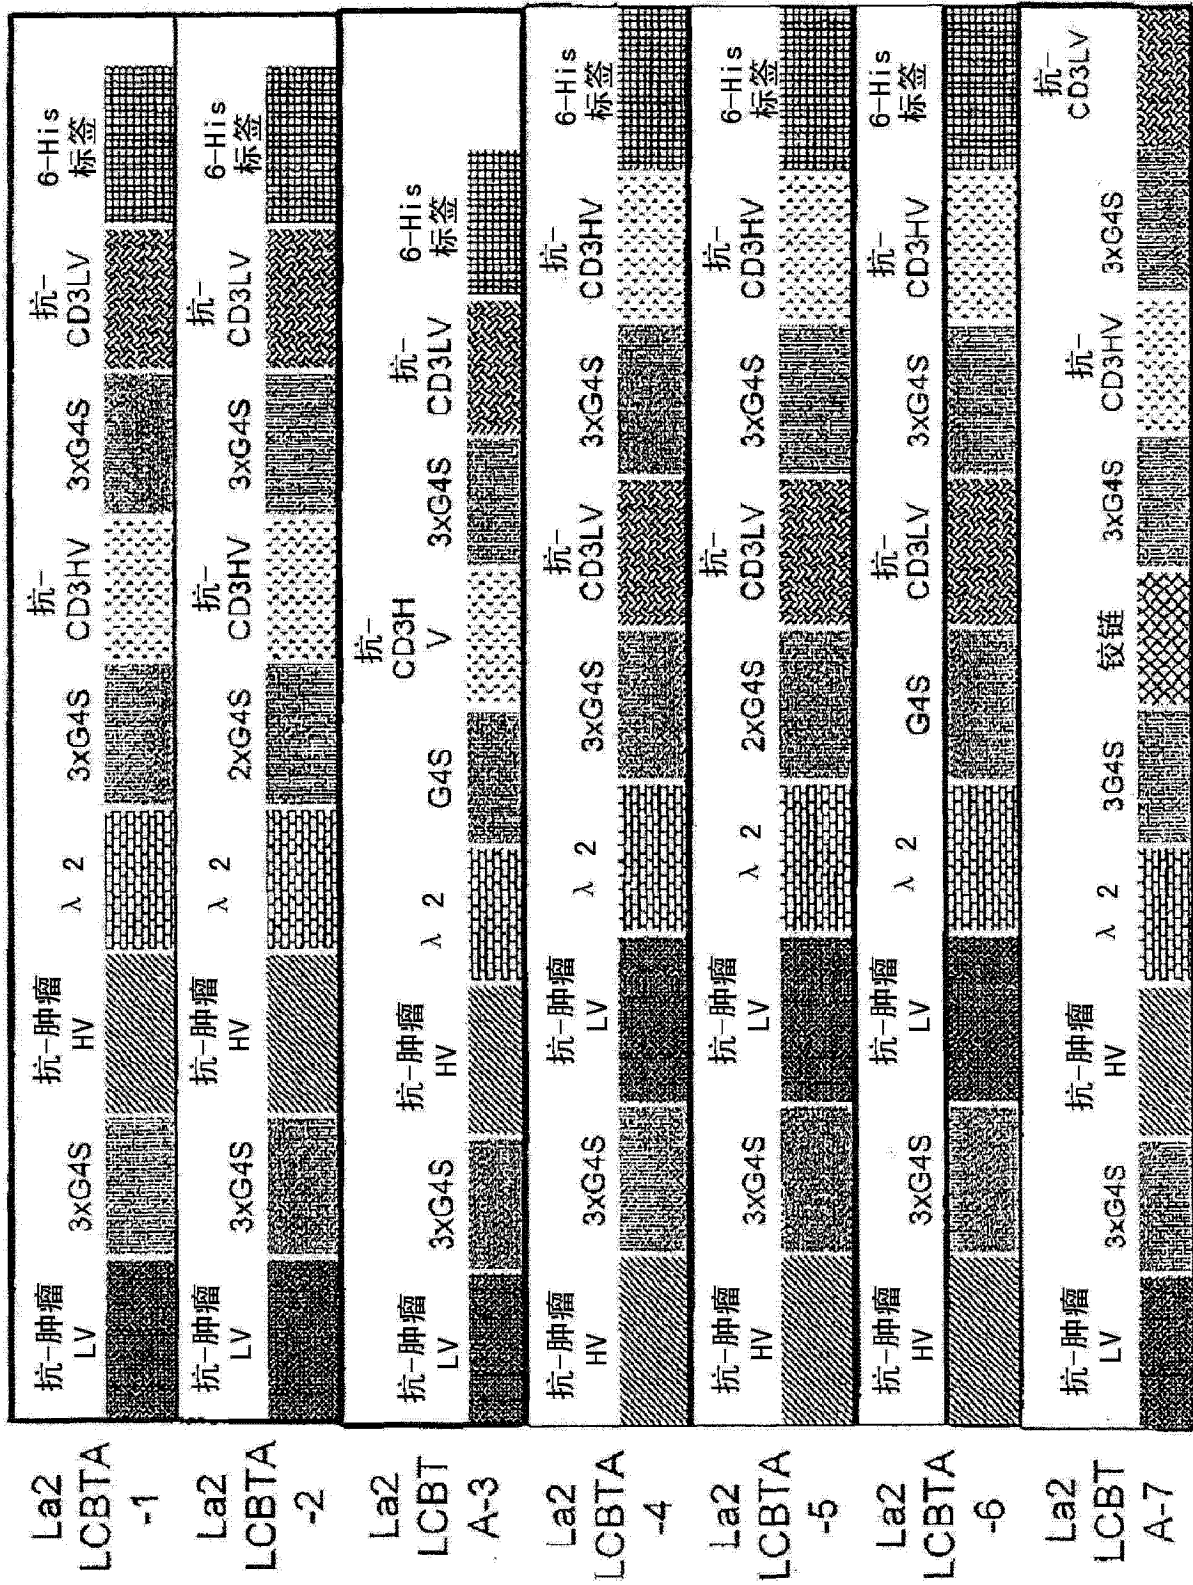 La2
LCBTA
-1
抗-肿瘤
LV
3xG4S
抗-肿瘤
HV
λ 2
3xG4S
抗-
CD3HV
3xG4S
抗-
CD3LV
6-His
标签
La2
LCBTA
-2
抗-肿瘤
LV
3xG4S
抗-肿瘤
HV
λ 2
2xG4S
抗-
CD3HV
3xG4S
抗-
CD3LV
6-His
标签
La2
LCBT
A-3
抗-肿瘤
LV
3xG4S
抗-肿瘤
HV
λ 2
G4S
抗-
CD3H
V
3xG4S
抗-
CD3LV
6-His
标签
La2
LCBTA
-4
抗-肿瘤
HV
3xG4S
抗-肿瘤
LV
λ 2
3xG4S
抗-
CD3LV
3xG4S
抗-
CD3HV
6-His
标签
La2
LCBTA
-5
抗-肿瘤
HV
3xG4S
抗-肿瘤
LV
λ 2
2xG4S
抗-
CD3LV
3xG4S
抗-
CD3HV
6-His
标签
La2
LCBTA
-6
抗-肿瘤
HV
3xG4S
抗-肿瘤
LV
λ 2
G4S
抗-
CD3LV
3xG4S
抗-
CD3HV
6-His
标签
La2
LCBT
A-7
抗-肿瘤
LV
3xG4S
抗-肿瘤
HV
λ 2
3G4S
铰链
3xG4S
抗-
CD3HV
3xG4S
抗-
CD3LV